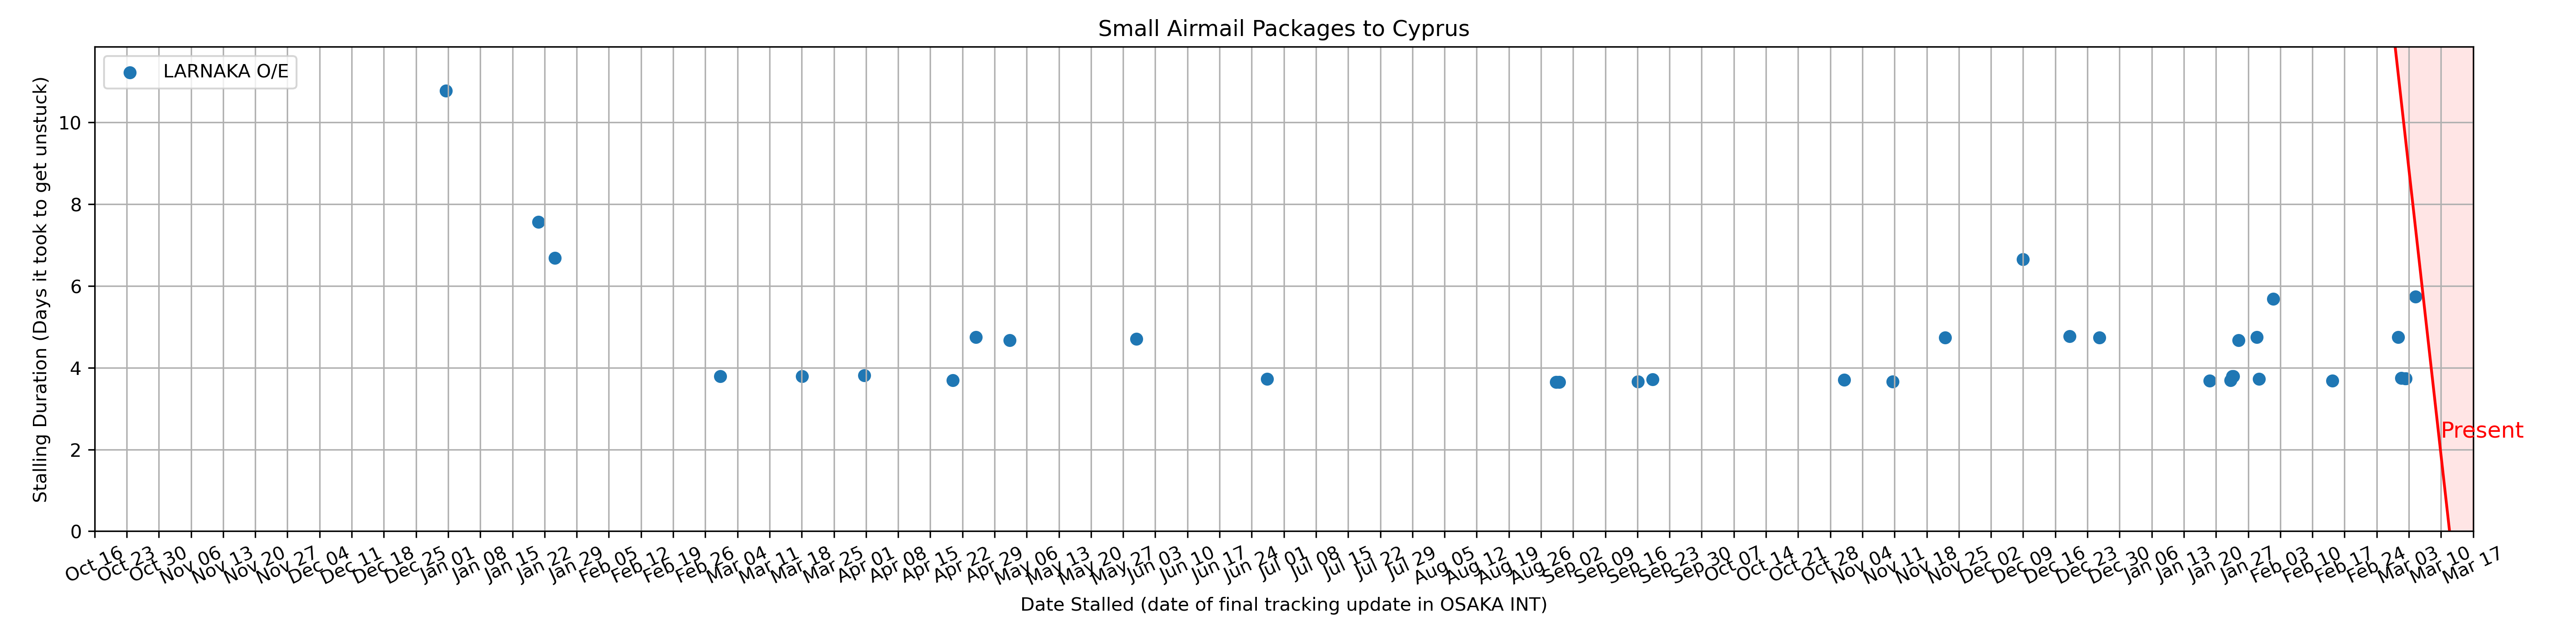 Small Airmail Packages to Cyprus
LARNAKA O/E
Stalling Duration (Days it took to get unstuck)
10
8
6
4
2
0
Present
Oct 16
Oct 23
Oct 30
Nov 06
Nov 13
Nov 20
Nov 27
Dec 04
Dec 11
Dec 18
Dec 25
Jan 01
Jan 08
Jan 15
Jan 22
Jan 29
Feb 05
Feb 12
Feb 19
Feb 26
Mar 04
Mar 11
Mar 18
Mar 25
Apr 01
Apr 08
Apr 15
Apr 22
Apr 29
May 06
May 13
May 20
May 27
Jun 03
Jun 10
Jun 17
Jun 24
Jul 01
Jul 08
Jul 15
Jul 22
Jul 29
Aug 05
Aug 12
Aug 19
Aug 26
Sep 02
Sep 09
Sep 16
Sep 23
Sep 30
Oct 07
Oct 14
Oct 21
Oct 28
Nov 04
Nov 11
Nov 18
Nov 25
Dec 02
Dec 09
Dec 16
Dec 23
Dec 30
Jan 06
Jan 13
Jan 20
Jan 27
Feb 03
Feb 10
Feb 17
Feb 24
Mar 03
Mar 10
Mar 17
Date Stalled (date of final tracking update in OSAKA INT)